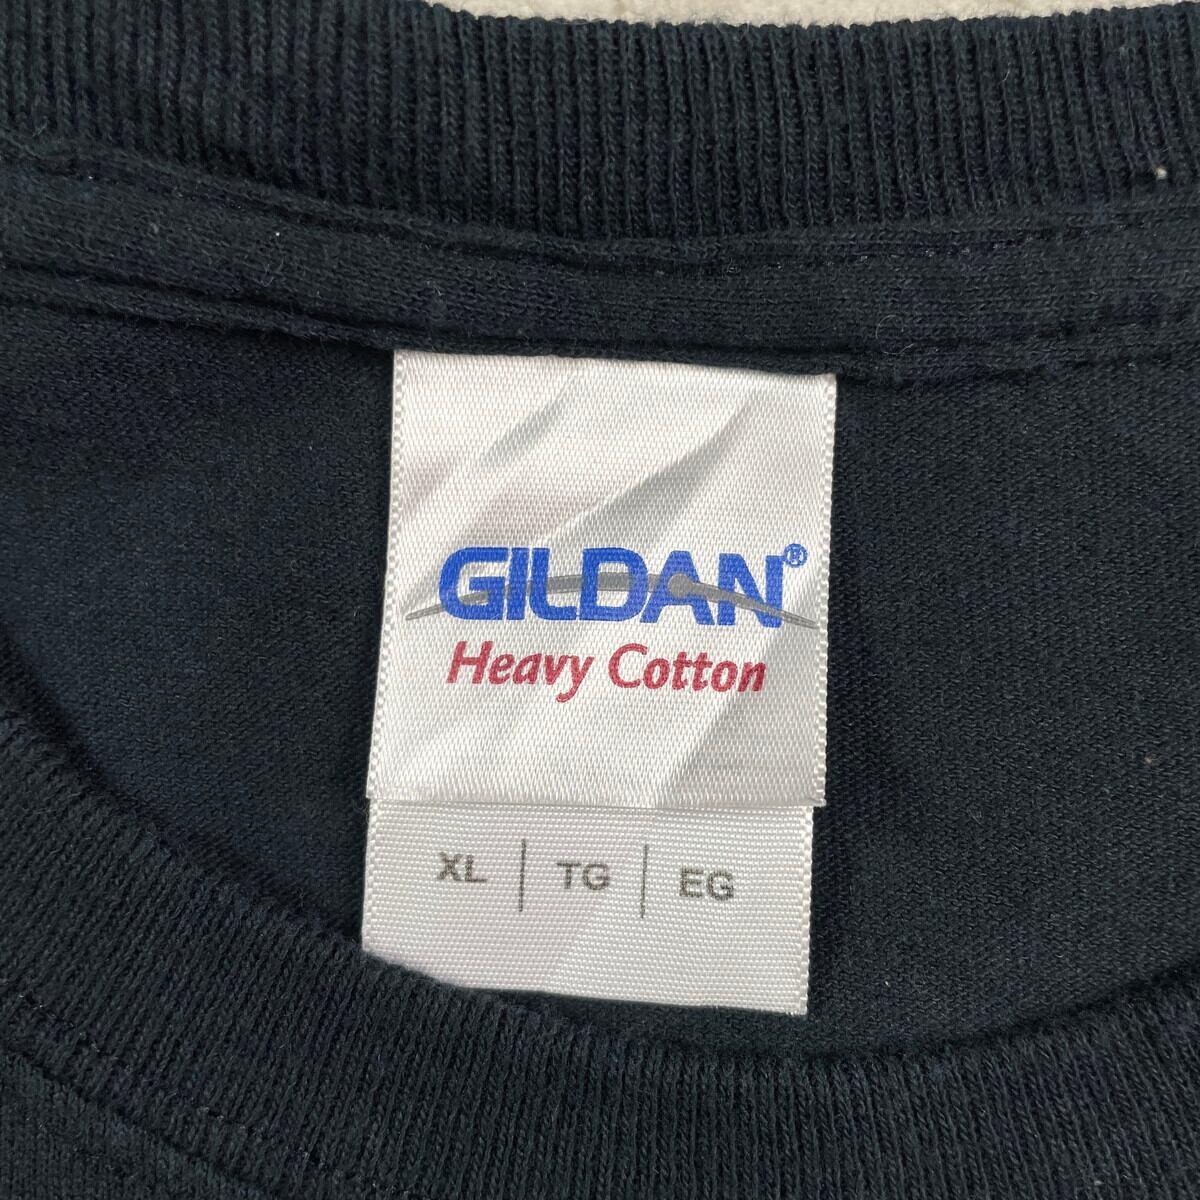 GILDAN®
Heavy Cotton
XL | TG | EG